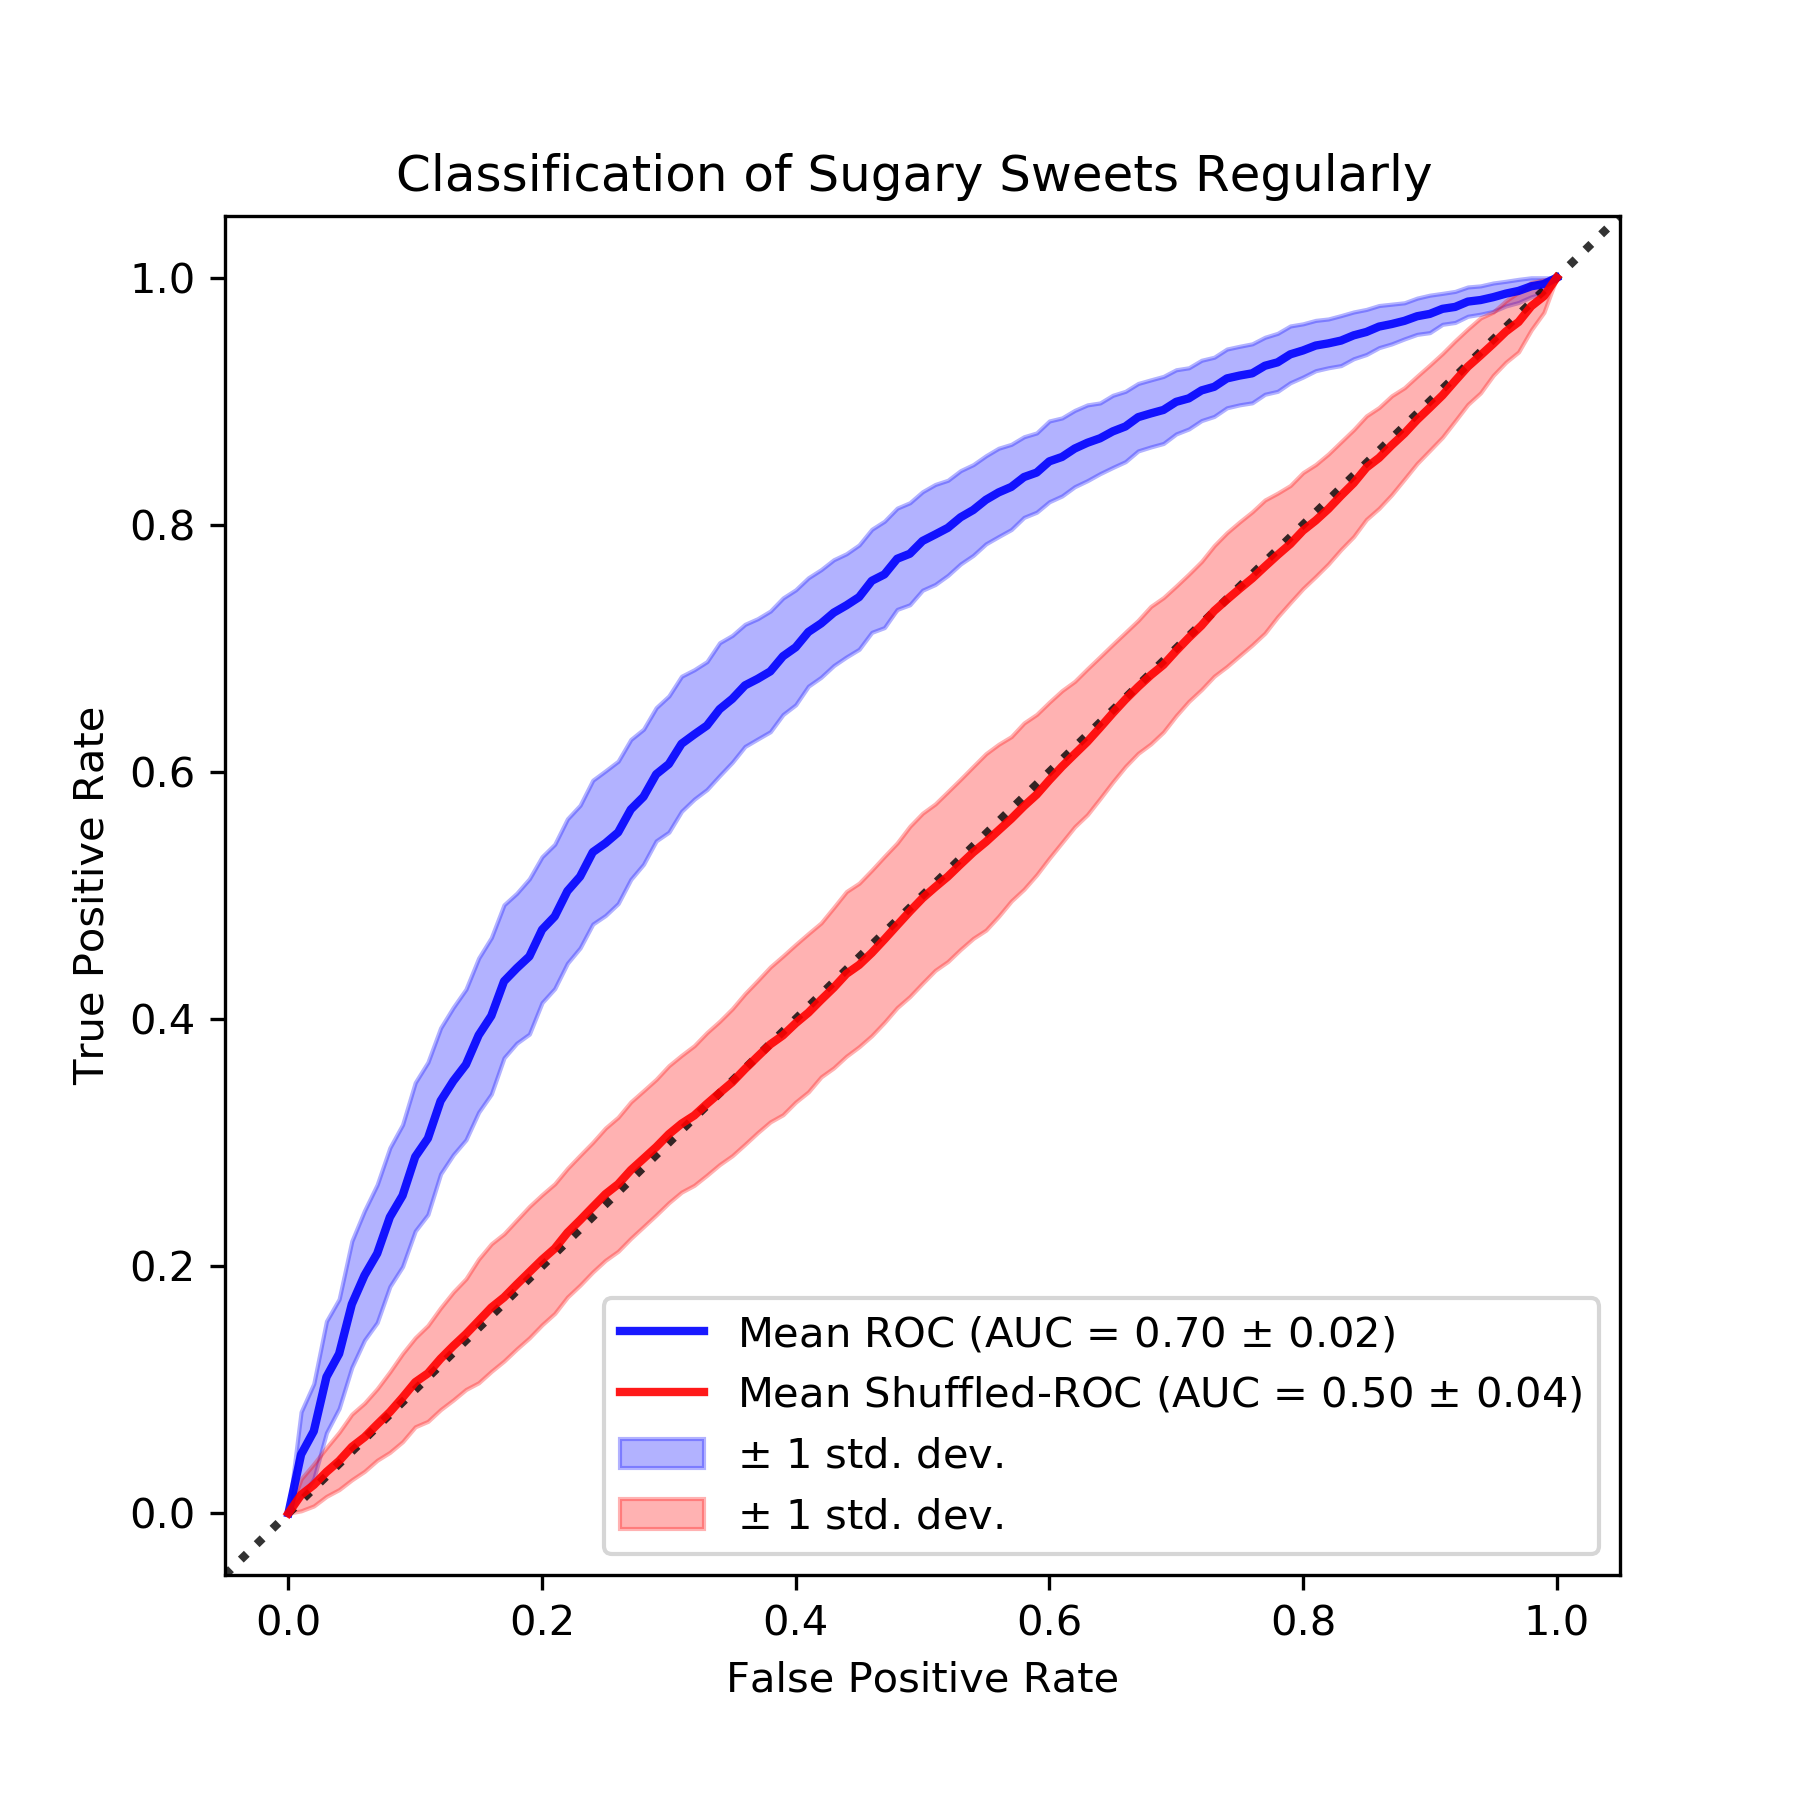 Classification of Sugary Sweets Regularly
1.0
0.8
0.6
0.4
0.2
0.0
True Positive Rate
Mean ROC (AUC = 0.70 ± 0.02)
Mean Shuffled-ROC (AUC = 0.50 ± 0.04)
± 1 std. dev.
± 1 std. dev.
0.0 0.2 0.4 0.6 0.8 1.0
False Positive Rate